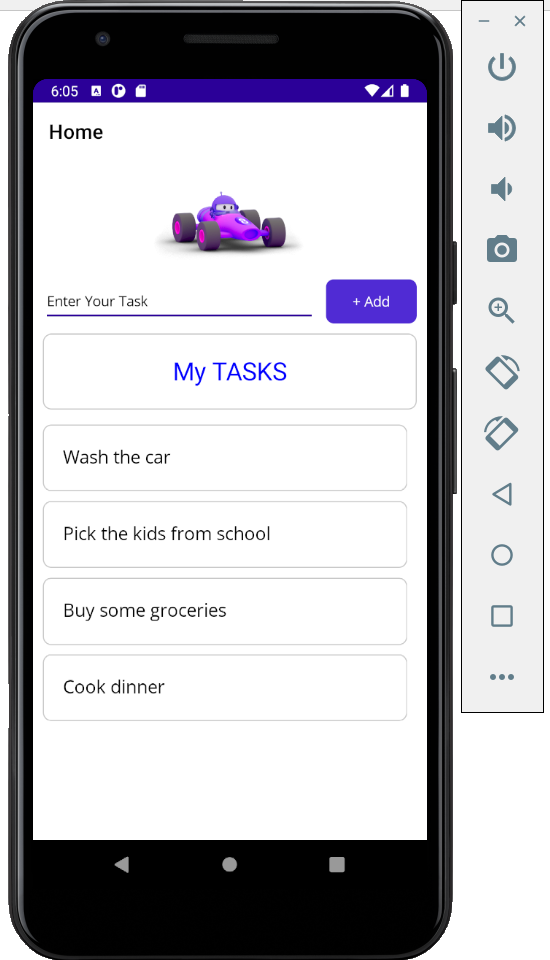 6:05
Home
Enter Your Task
+ Add
My TASKS
Wash the car
Pick the kids from school
Buy some groceries
Cook dinner